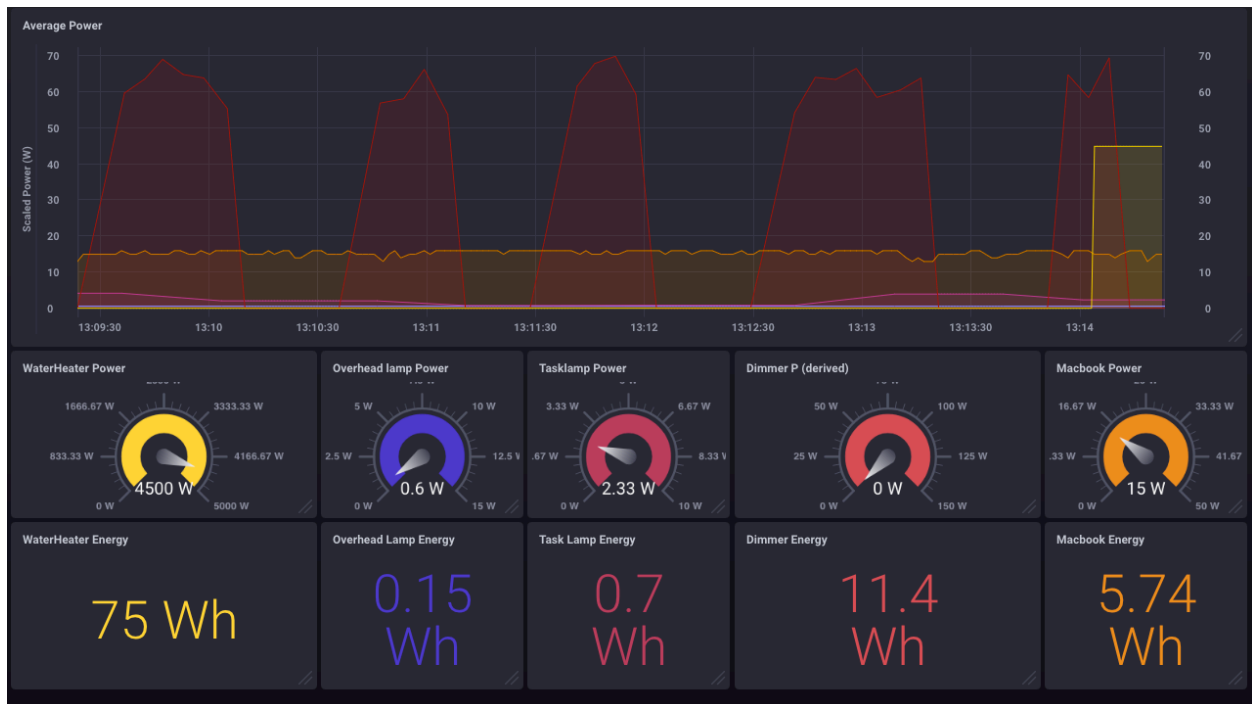 Average Power
70
60
50
40
30
20
10
0
Scaled Power (W)
70
60
50
40
30
20
10
0
13:09:30 13:10 13:10:30 13:11 13:11:30 13:12 13:12:30 13:13 13:13:30 13:14
WaterHeater Power
1666.67 W 3333.33 W
833.33 W 4166.67 W
4500 W
0 W 5000 W
Overhead lamp Power
5 W 10 W
2.5 W 12.5
0.6 W
0 W 15 W
Tasklamp Power
3.33 W 6.67 W
.67 W 8.33
2.33 W
0 W 10 W
Dimmer P (derived)
50 W 100 W
25 W 125 W
0 W
0 W 150 W
Macbook Power
16.67 W 33.33 W
.33 W 41.67
15 W
0 W 50 W
WaterHeater Energy
75 Wh
Overhead Lamp Energy
0.15
Wh
Task Lamp Energy
0.7
Wh
Dimmer Energy
11.4
Wh
Macbook Energy
5.74
Wh